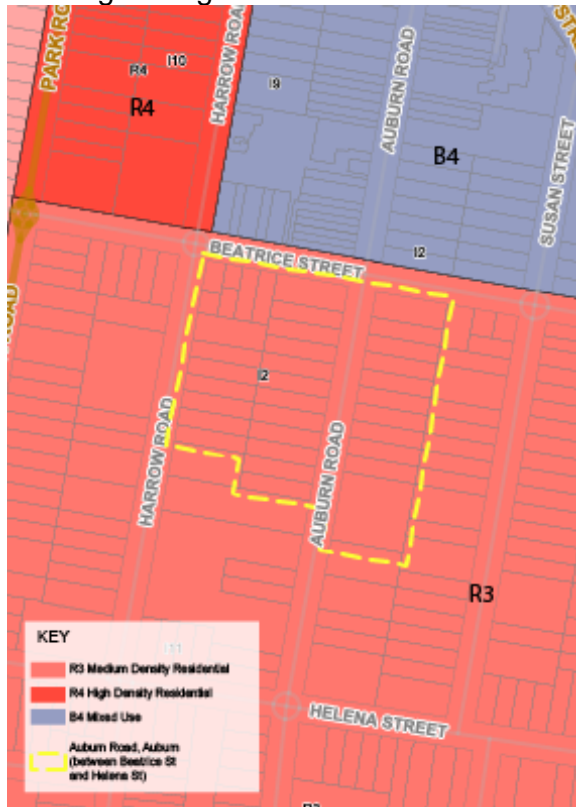 PARK RO
R4
I10
R4
HARROW ROAD
I9
AUBURN ROAD
B4
STR
SUSAN STREET
I2
BEATRICE STREET
ROAD
I2
HARROW ROAD
AUBURN ROAD
R3
KEY
I11
R3 Medium Density Residential
R4 High Density Residential
B4 Mixed Use
Auburn Road, Auburn
(between Beatrice St
and Helena St)
HELENA STREET